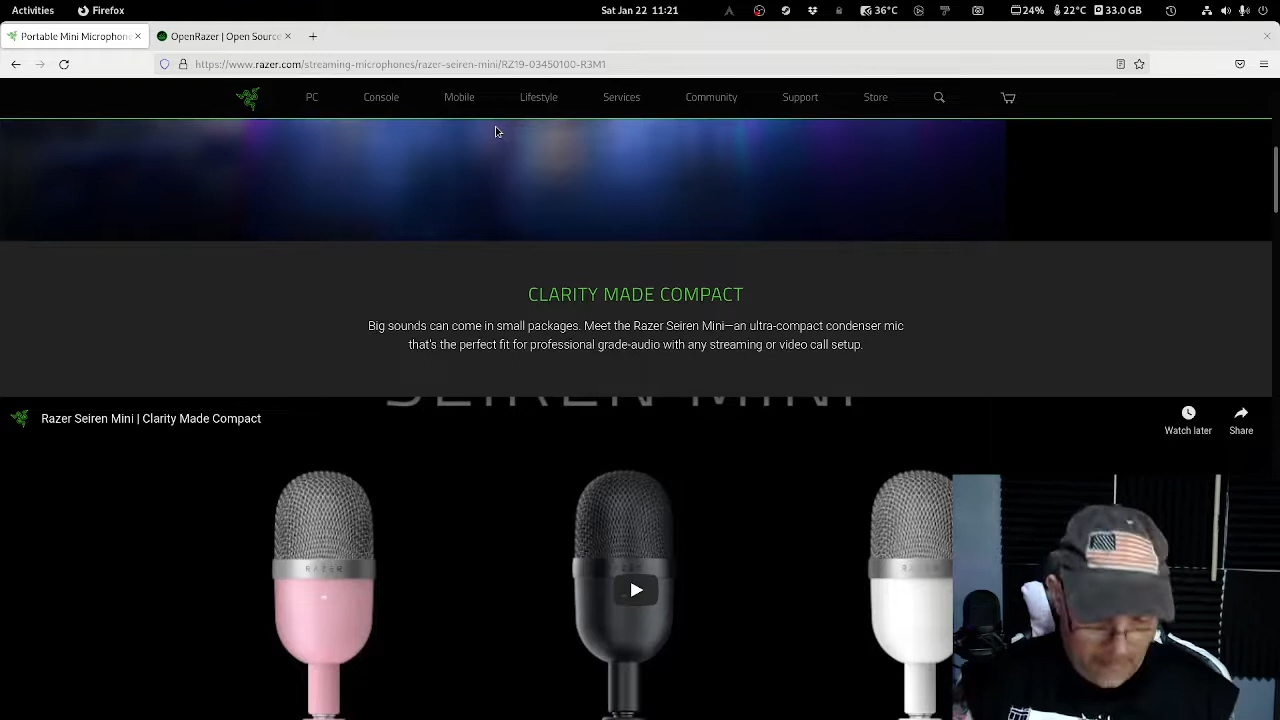 Activities
Firefox
Sat Jan 22 11:21
36°C
24%
22°C
33.0 GB
Portable Mini Microphone
OpenRazer | Open Source
https://www.razer.com/streaming-microphones/razer-seiren-mini/RZ19-03450100-R3M1
PC
Console
Mobile
Lifestyle
Services
Community
Support
Store
CLARITY MADE COMPACT
Big sounds can come in small packages. Meet the Razer Seiren Mini—an ultra-compact condenser mic
that's the perfect fit for professional grade-audio with any streaming or video call setup.
SEIREN MINI
Razer Seiren Mini | Clarity Made Compact
Watch later
Share
RAZER
RAZER